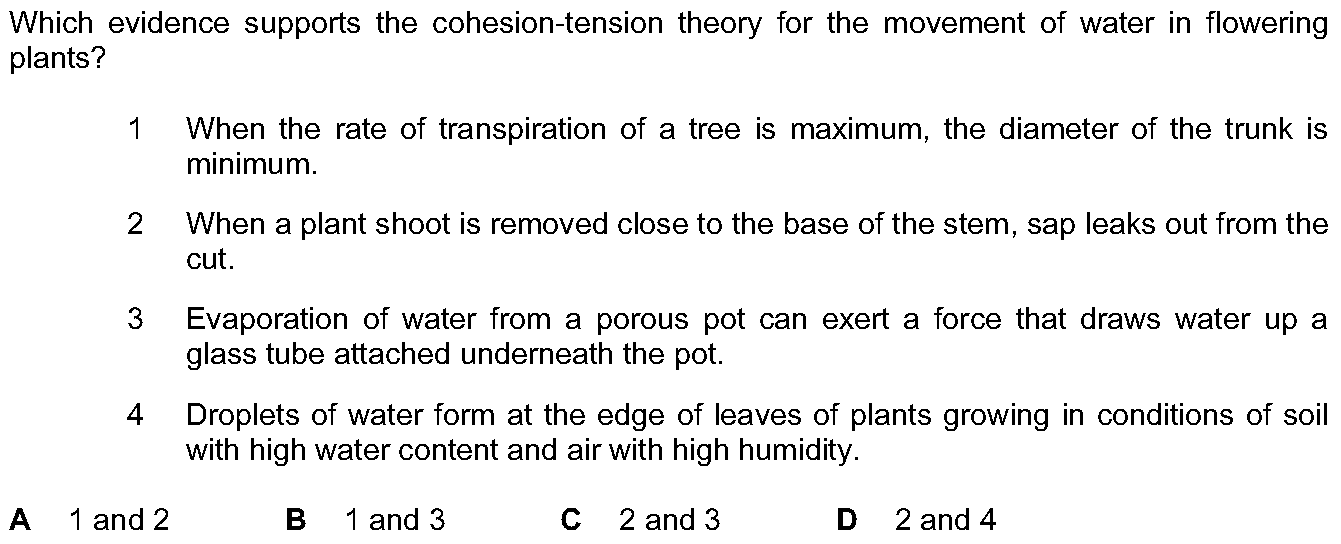 Which evidence supports the cohesion-tension theory for the movement of water in flowering
plants?
1 When the rate of transpiration of a tree is maximum, the diameter of the trunk is
minimum.
2 When a plant shoot is removed close to the base of the stem, sap leaks out from the
cut.
3 Evaporation of water from a porous pot can exert a force that draws water up a
glass tube attached underneath the pot.
4 Droplets of water form at the edge of leaves of plants growing in conditions of soil
with high water content and air with high humidity.
A 1 and 2 B 1 and 3 C 2 and 3 D 2 and 4